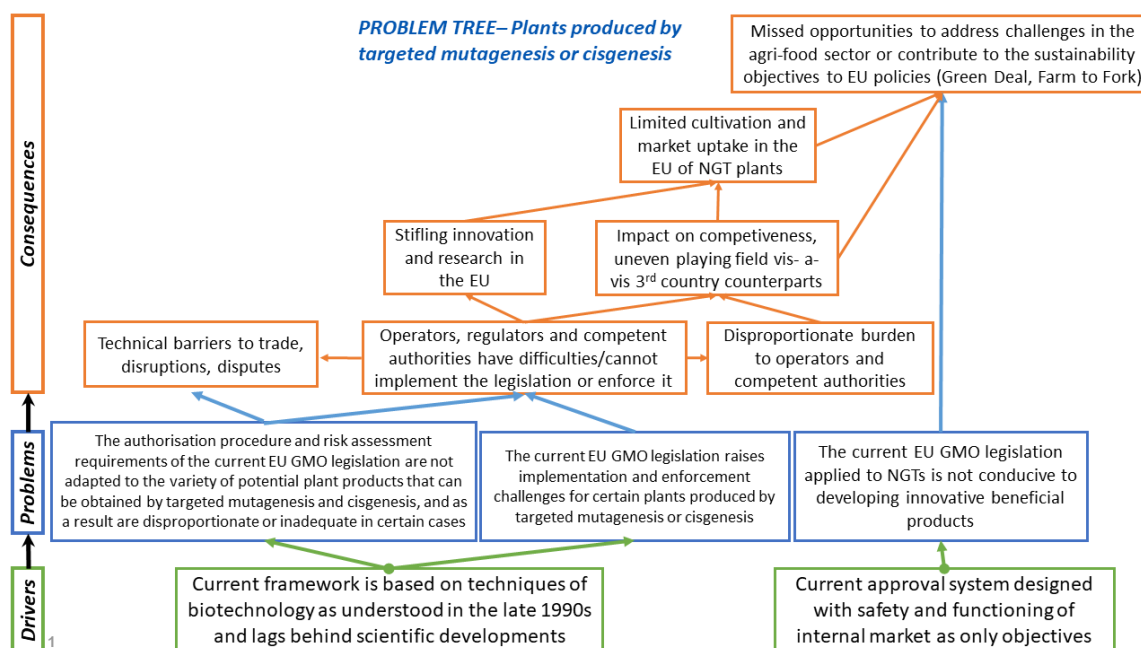 PROBLEM TREE– Plants produced by
targeted mutagenesis or cisgenesis
Consequences
Missed opportunities to address challenges in the
agri-food sector or contribute to the sustainability
objectives to EU policies (Green Deal, Farm to Fork)
Limited cultivation and
market uptake in the
EU of NGT plants
Stifling innovation
and research in
the EU
Impact on competiveness,
uneven playing field vis- a-
vis 3rd country counterparts
Technical barriers to trade,
disruptions, disputes
Operators, regulators and competent
authorities have difficulties/cannot
implement the legislation or enforce it
Disproportionate burden
to operators and
competent authorities
Problems
The authorisation procedure and risk assessment
requirements of the current EU GMO legislation are not
adapted to the variety of potential plant products that can
be obtained by targeted mutagenesis and cisgenesis, and as
a result are disproportionate or inadequate in certain cases
The current EU GMO legislation raises
implementation and enforcement
challenges for certain plants produced by
targeted mutagenesis or cisgenesis
The current EU GMO legislation
applied to NGTs is not conducive to
developing innovative beneficial
products
Drivers
Current framework is based on techniques of
biotechnology as understood in the late 1990s
and lags behind scientific developments
Current approval system designed
with safety and functioning of
internal market as only objectives
1